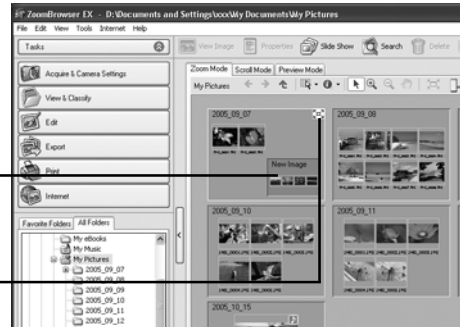 ZoomBrowser EX - D:\Documents and Settings\xxx\My Documents\My Pictures
File Edit View Tools Internet Help
Tasks
View Image Properties Slide Show Search Delete
Zoom Mode Scroll Mode Preview Mode
My Pictures
Acquire & Camera Settings
View & Classify
Edit
Export
Print
Internet
2005_09_07
2005_09_08
New Image
2005_09_10
2005_09_11
2005_10_15
Favorite Folders All Folders
My eBooks
My Music
My Pictures
2005_09_07
2005_09_08
2005_09_09
2005_09_10
2005_09_11
2005_09_12